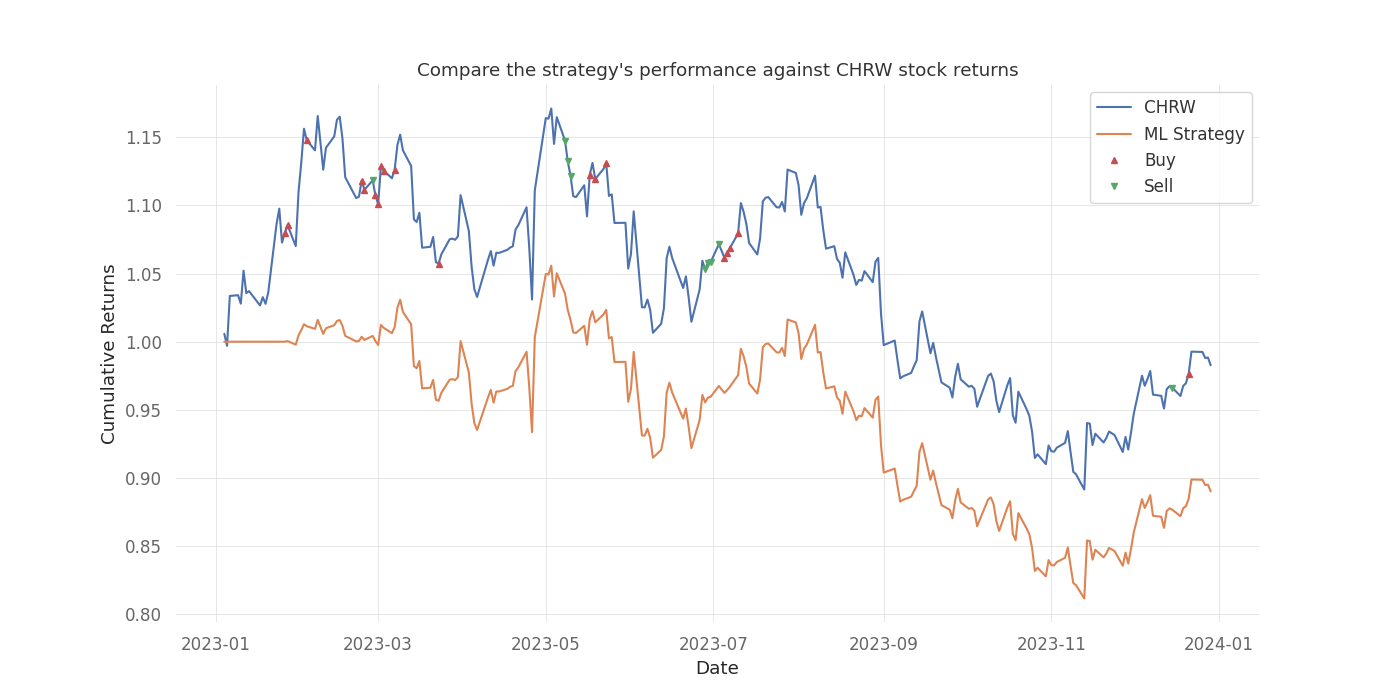 Compare the strategy's performance against CHRW stock returns
CHRW
ML Strategy
Buy
Sell
Cumulative Returns
1.15
1.10
1.05
1.00
0.95
0.90
0.85
0.80
2023-01
2023-03
2023-05
2023-07
2023-09
2023-11
2024-01
Date